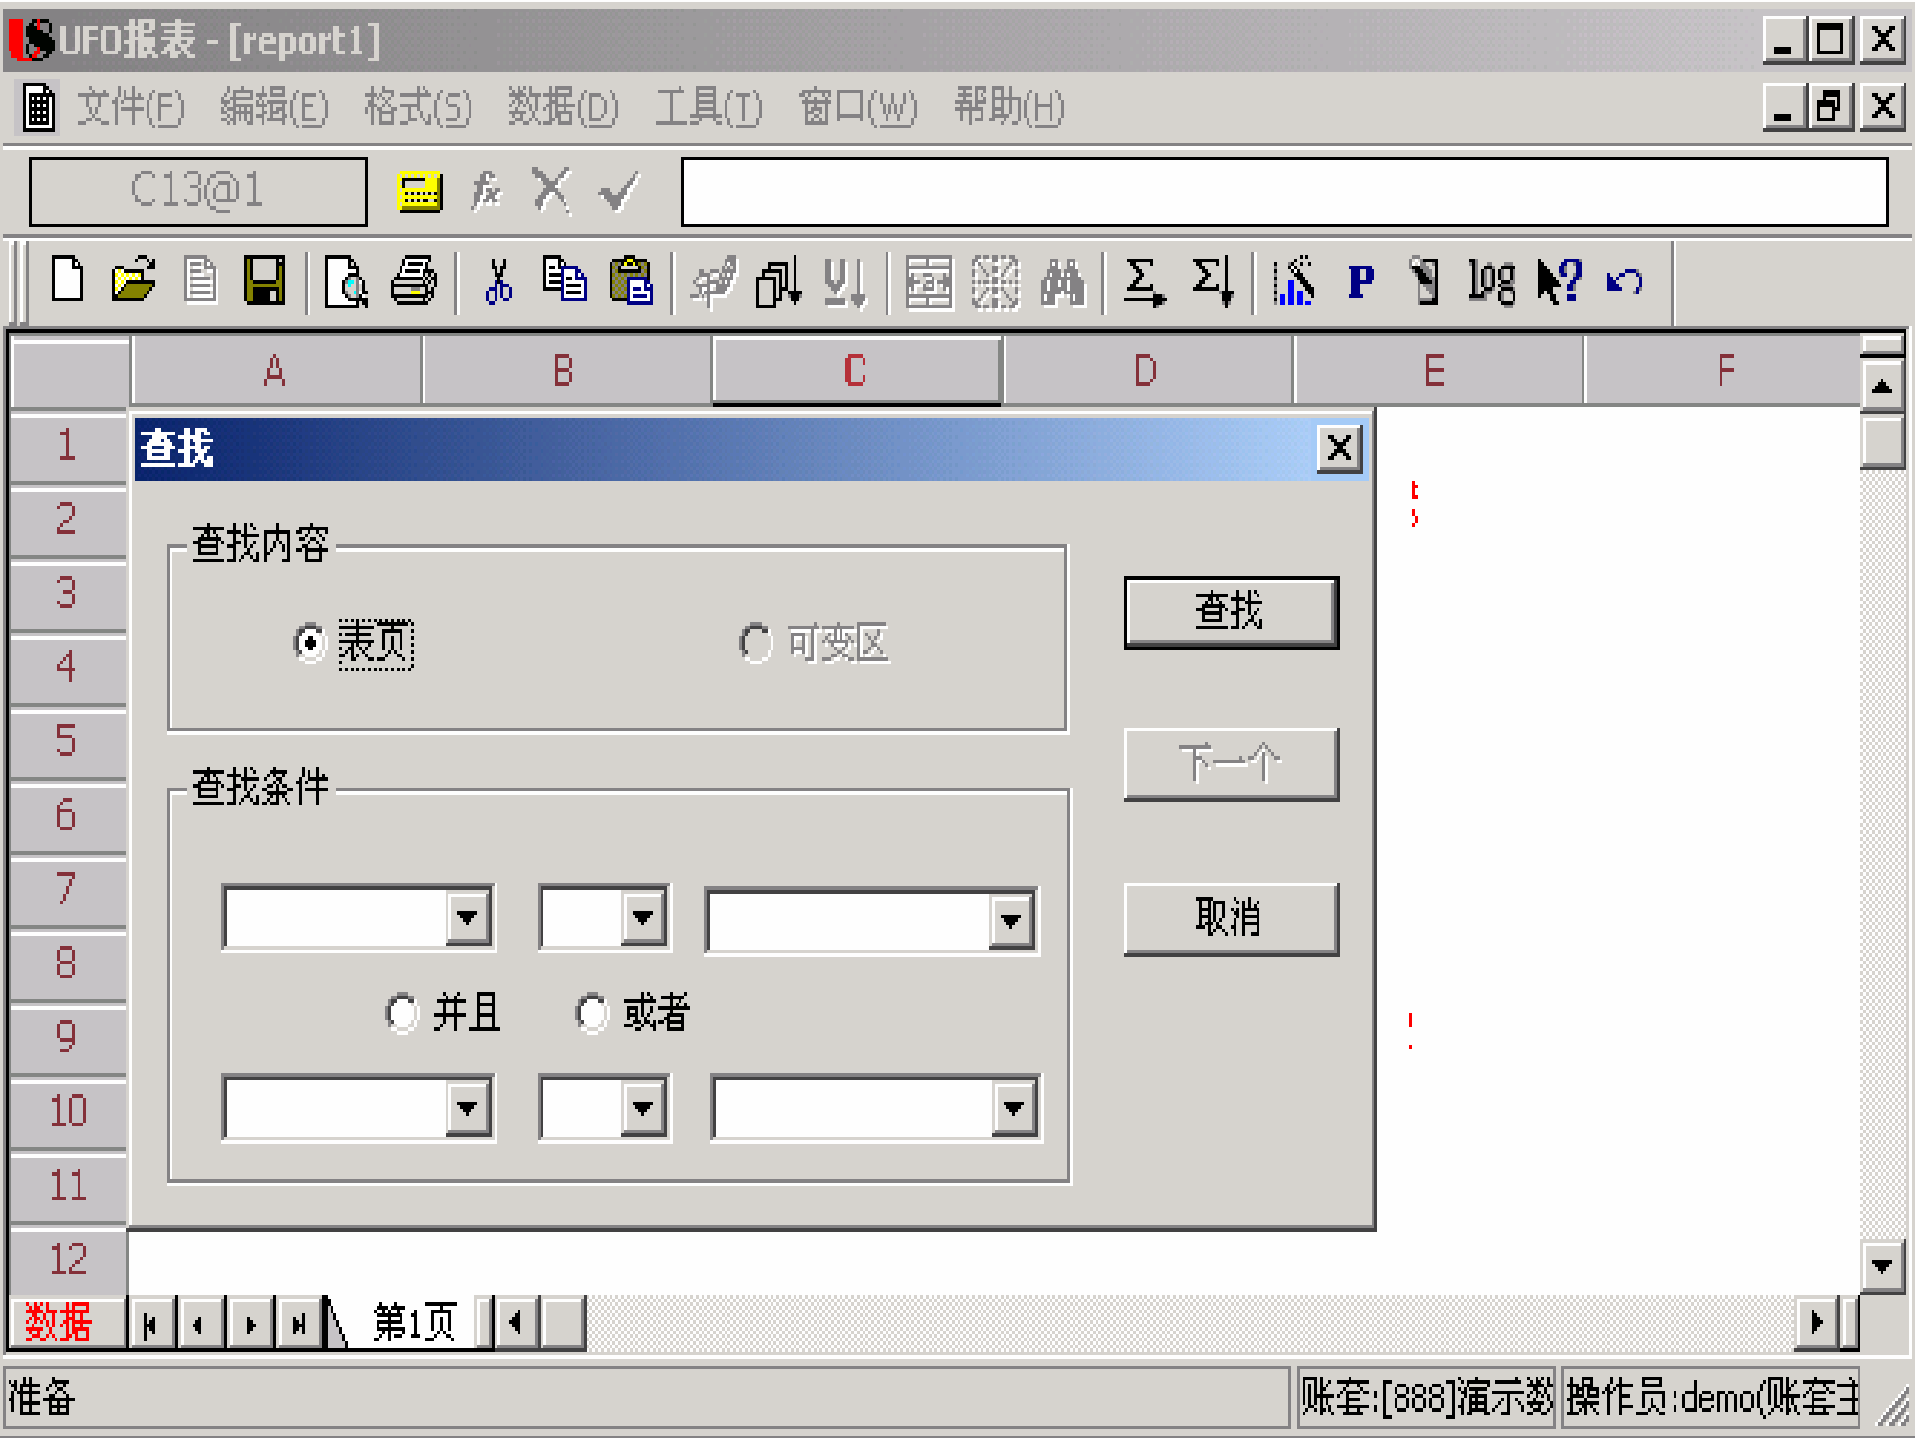 UFO报表 - [report1]
文件(F) 编辑(E) 格式(S) 数据(D) 工具(T) 窗口(W) 帮助(H)
C13@1
P log
A B C D E F
1
查找
2
查找内容
3
查找
表页 可变区
4
5
下一个
查找条件
6
7
取消
8
并且 或者
9
10
11
12
数据 第1页
准备 账套:[888]演示数 操作员:demo(账套主